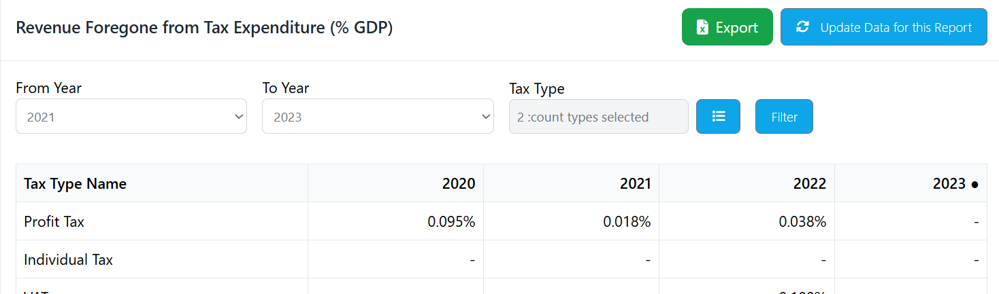 Revenue Foregone from Tax Expenditure (% GDP)
Export
Update Data for this Report
From Year
To Year
Tax Type
2021
2023
2 :count types selected
Filter
Tax Type Name 2020 2021 2022 2023 ●
Profit Tax 0.095% 0.018% 0.038% -
Individual Tax - - - -
VAT